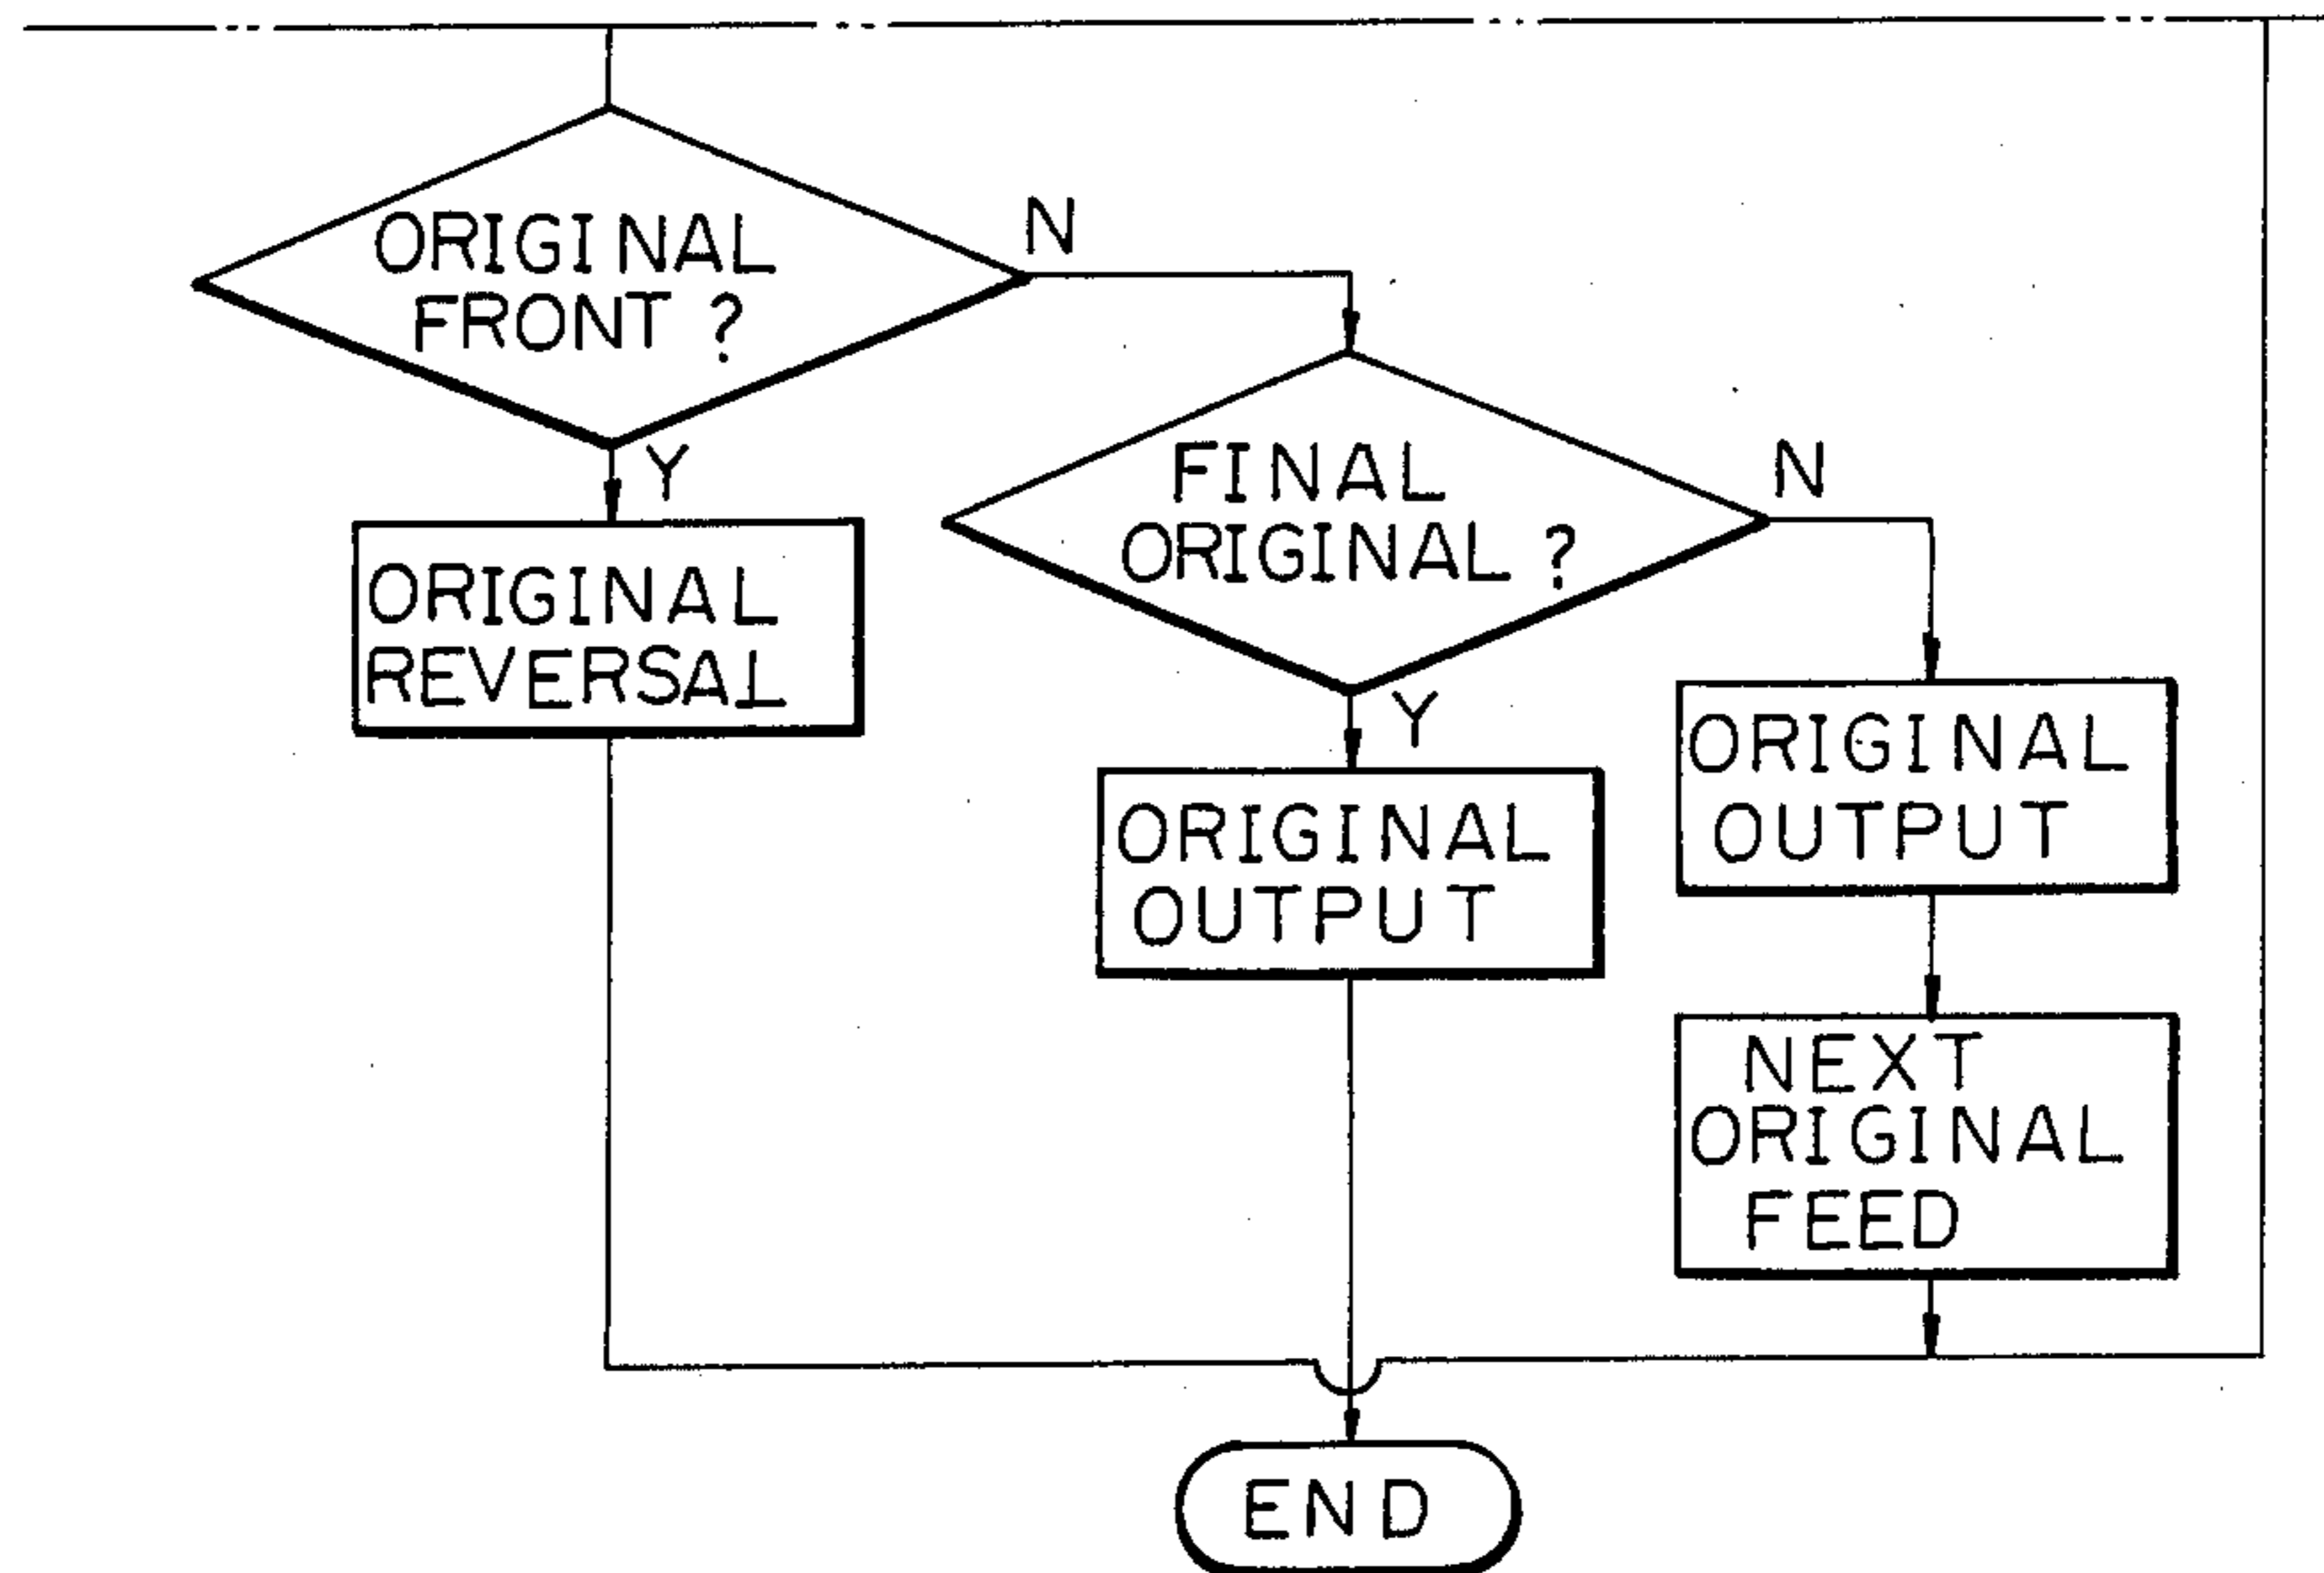 ORIGINAL
FRONT ?
N
Y
ORIGINAL
REVERSAL
FINAL
ORIGINAL ?
N
Y
ORIGINAL
OUTPUT
ORIGINAL
OUTPUT
NEXT
ORIGINAL
FEED
END